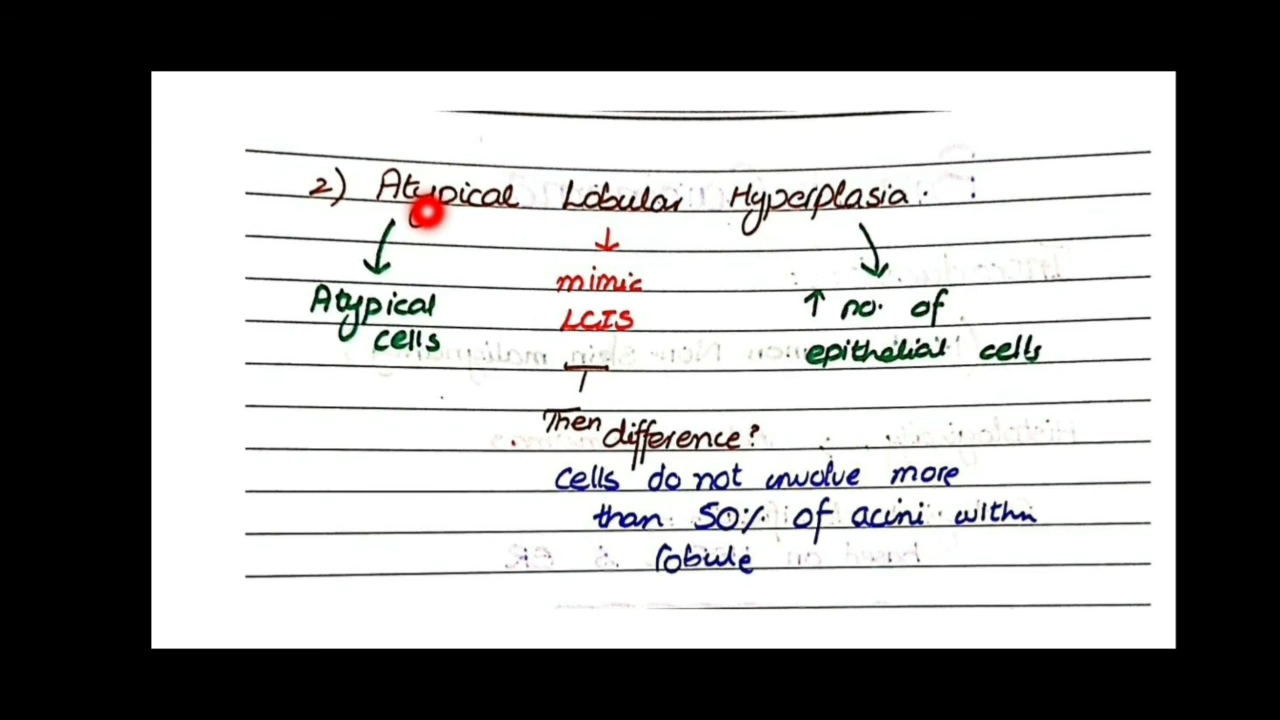 2) Atypical Lobular Hyperplasia.
↓ ↓ ↓
Atypical cells
mimic
LCIS
↑ no. of
epithelial cells
Then difference?
cells do not involve more
than 50% of acini within
lobule